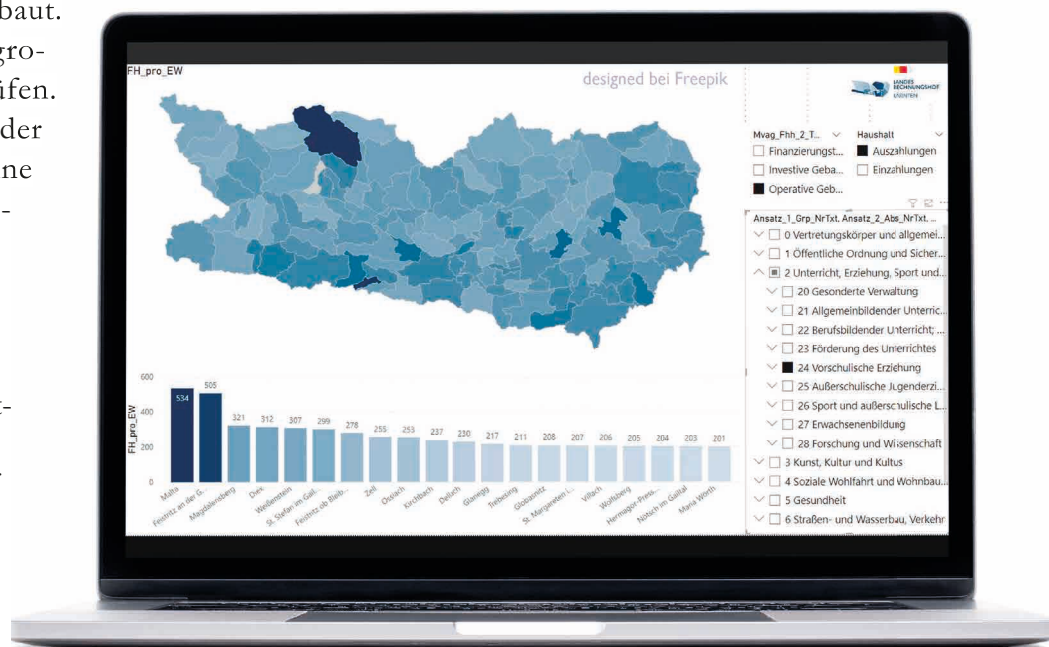 baut.
gro-
üfen.
der
ne
-
t-
.
FH_pro_EW
designed bei Freepik
LANDES
RECHNUNGSHOF
KÄRNTEN
Mvag_Fhh_2_T...
Finanzierungst...
Investive Geba...
Operative Geb...
Haushalt
Auszahlungen
Einzahlungen
Ansatz_1_Grp_NrTxt. Ansatz_2_Abs_NrTxt. ...
0 Vertretungskörper und allgemei...
1 Öffentliche Ordnung und Sicher...
2 Unterricht, Erziehung, Sport und...
20 Gesonderte Verwaltung
21 Allgemeinbildender Unterric...
22 Berufsbildender Unterricht; ...
23 Förderung des Unterrichtes
24 Vorschulische Erziehung
25 Außerschulische Jugenderzi...
26 Sport und außerschulische L...
27 Erwachsenenbildung
28 Forschung und Wissenschaft
3 Kunst, Kultur und Kultus
4 Soziale Wohlfahrt und Wohnbau...
5 Gesundheit
6 Straßen- und Wasserbau, Verkehr
FH_pro_EW
600
400
200
0
534 505 321 312 307 299 278 255 253 237 230 217 211 208 207 206 205 204 203 201
Malta
Feistritz an der G...
Magdalensberg
Diex
Weißenstein
St. Stefan im Gail...
Feistritz ob Bleib...
Zell
Ossiach
Kirchbach
Dellach
Glanegg
Trebesing
Globasnitz
St. Margareten i...
Villach
Wolfsberg
Hermagor-Press...
Nötsch im Gailtal
Maria Wörth